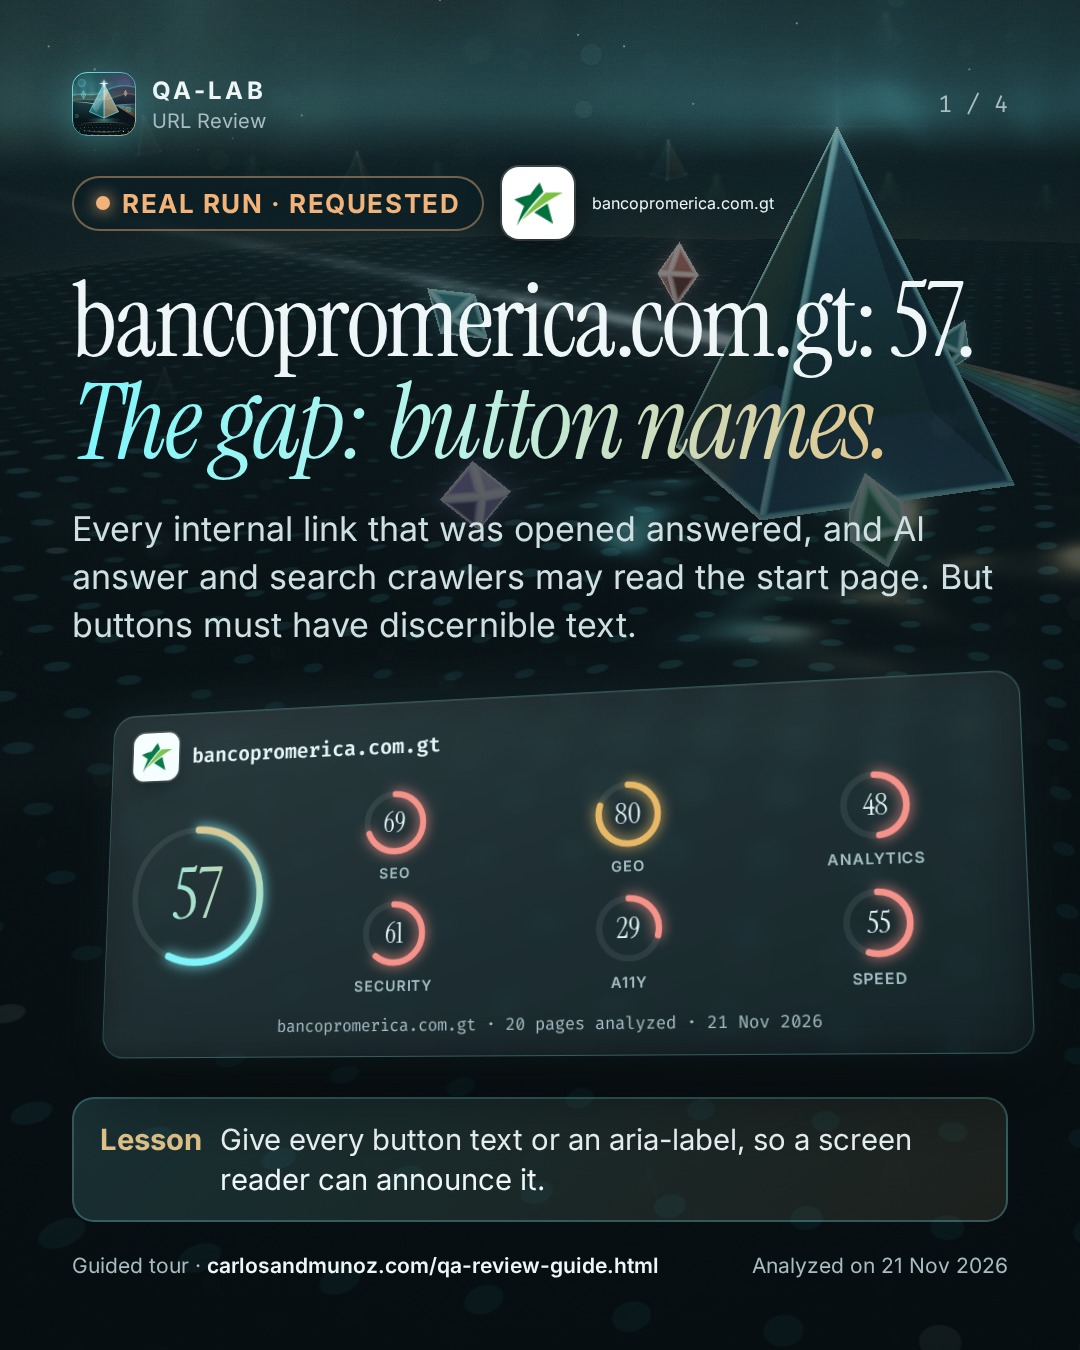 QA-LAB
URL Review
1 / 4
REAL RUN · REQUESTED
bancopromerica.com.gt
bancopromerica.com.gt: 57.
The gap: button names.
Every internal link that was opened answered, and AI
answer and search crawlers may read the start page. But
buttons must have discernible text.
bancopromerica.com.gt
57
69
SEO
80
GEO
48
ANALYTICS
61
SECURITY
29
A11Y
55
SPEED
bancopromerica.com.gt · 20 pages analyzed · 21 Nov 2026
Lesson Give every button text or an aria-label, so a screen
reader can announce it.
Guided tour · carlosandmunoz.com/qa-review-guide.html
Analyzed on 21 Nov 2026